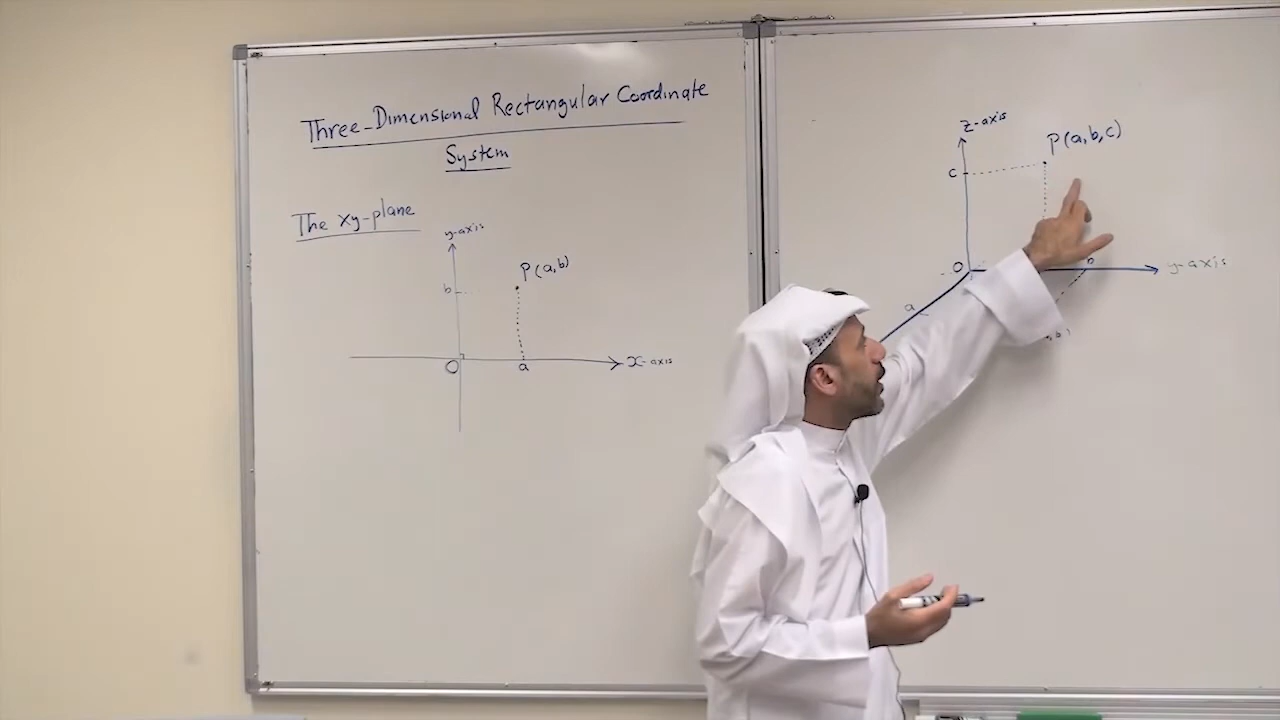 Three-Dimensional Rectangular Coordinate
System
The xy-plane
y-axis
P(a,b)
b
O
a
x-axis
z-axis
P(a,b,c)
c
O
b
y-axis
a